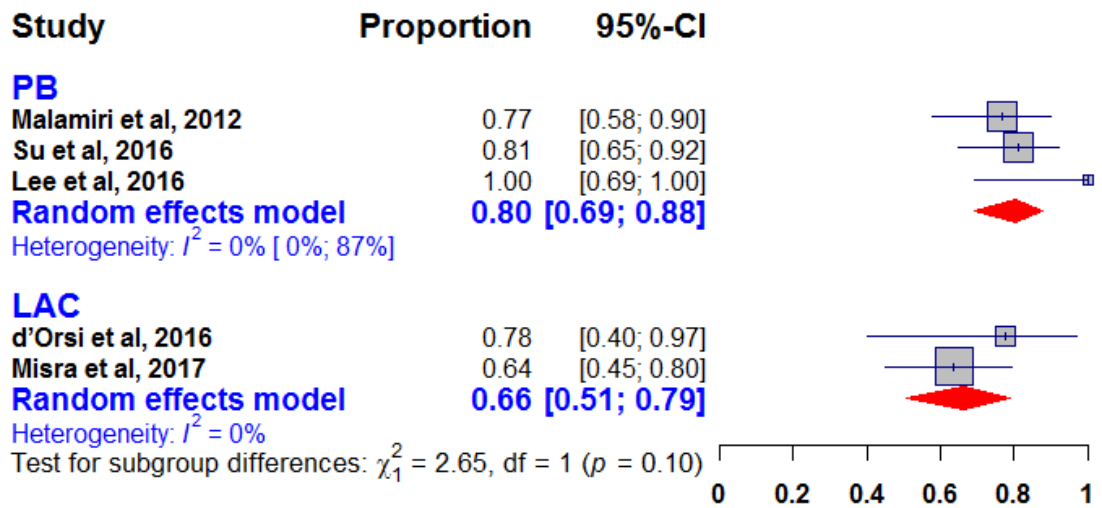 Study Proportion 95%-CI
PB
Malamiri et al, 2012 0.77 [0.58; 0.90]
Su et al, 2016 0.81 [0.65; 0.92]
Lee et al, 2016 1.00 [0.69; 1.00]
Random effects model 0.80 [0.69; 0.88]
Heterogeneity: I² = 0% [ 0%; 87%]
LAC
d’Orsi et al, 2016 0.78 [0.40; 0.97]
Misra et al, 2017 0.64 [0.45; 0.80]
Random effects model 0.66 [0.51; 0.79]
Heterogeneity: I² = 0%
Test for subgroup differences: χ²₁ = 2.65, df = 1 (p = 0.10)
0 0.2 0.4 0.6 0.8 1